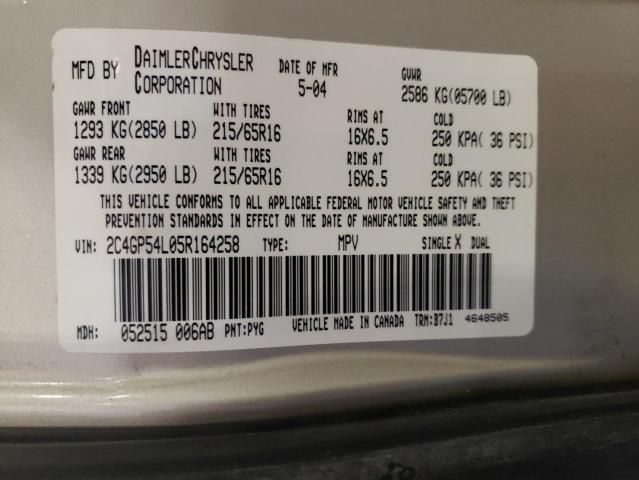 MFD BY DAIMLERCHRYSLER CORPORATION DATE OF MFR 5-04 GVWR 2586 KG(05700 LB)
GAWR FRONT WITH TIRES RIMS AT COLD
1293 KG(2850 LB) 215/65R16 16X6.5 250 KPA( 36 PSI)
GAWR REAR WITH TIRES RIMS AT COLD
1339 KG(2950 LB) 215/65R16 16X6.5 250 KPA( 36 PSI)
THIS VEHICLE CONFORMS TO ALL APPLICABLE FEDERAL MOTOR VEHICLE SAFETY AND THEFT
PREVENTION STANDARDS IN EFFECT ON THE DATE OF MANUFACTURE SHOWN ABOVE.
VIN: 2C4GP54L05R164258 TYPE: MPV SINGLE X DUAL
MDH: 052515 006AB PNT:PYG VEHICLE MADE IN CANADA TRM:B7J1 4648505